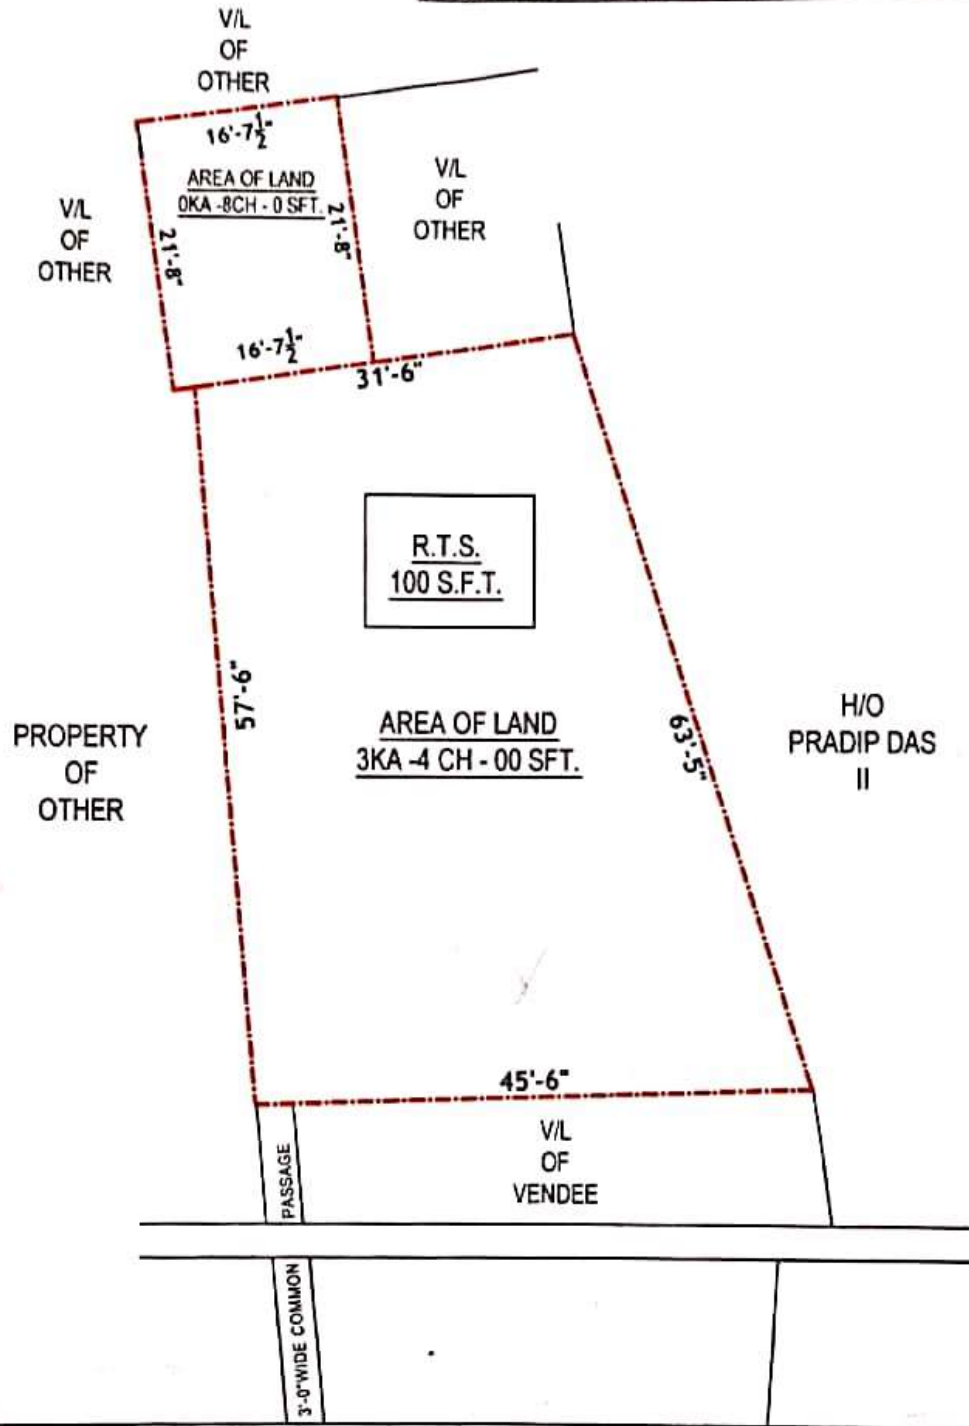 V/L
OF
OTHER
16'-7½"
AREA OF LAND
0KA -8CH - 0 SFT.
21'-8"
21'-8"
V/L
OF
OTHER
V/L
OF
OTHER
16'-7½"
31'-6"
R.T.S.
100 S.F.T.
57'-6"
AREA OF LAND
3KA -4 CH - 00 SFT.
63'-5"
PROPERTY
OF
OTHER
H/O
PRADIP DAS
II
45'-6"
V/L
OF
VENDEE
PASSAGE
3'-0"WIDE COMMON